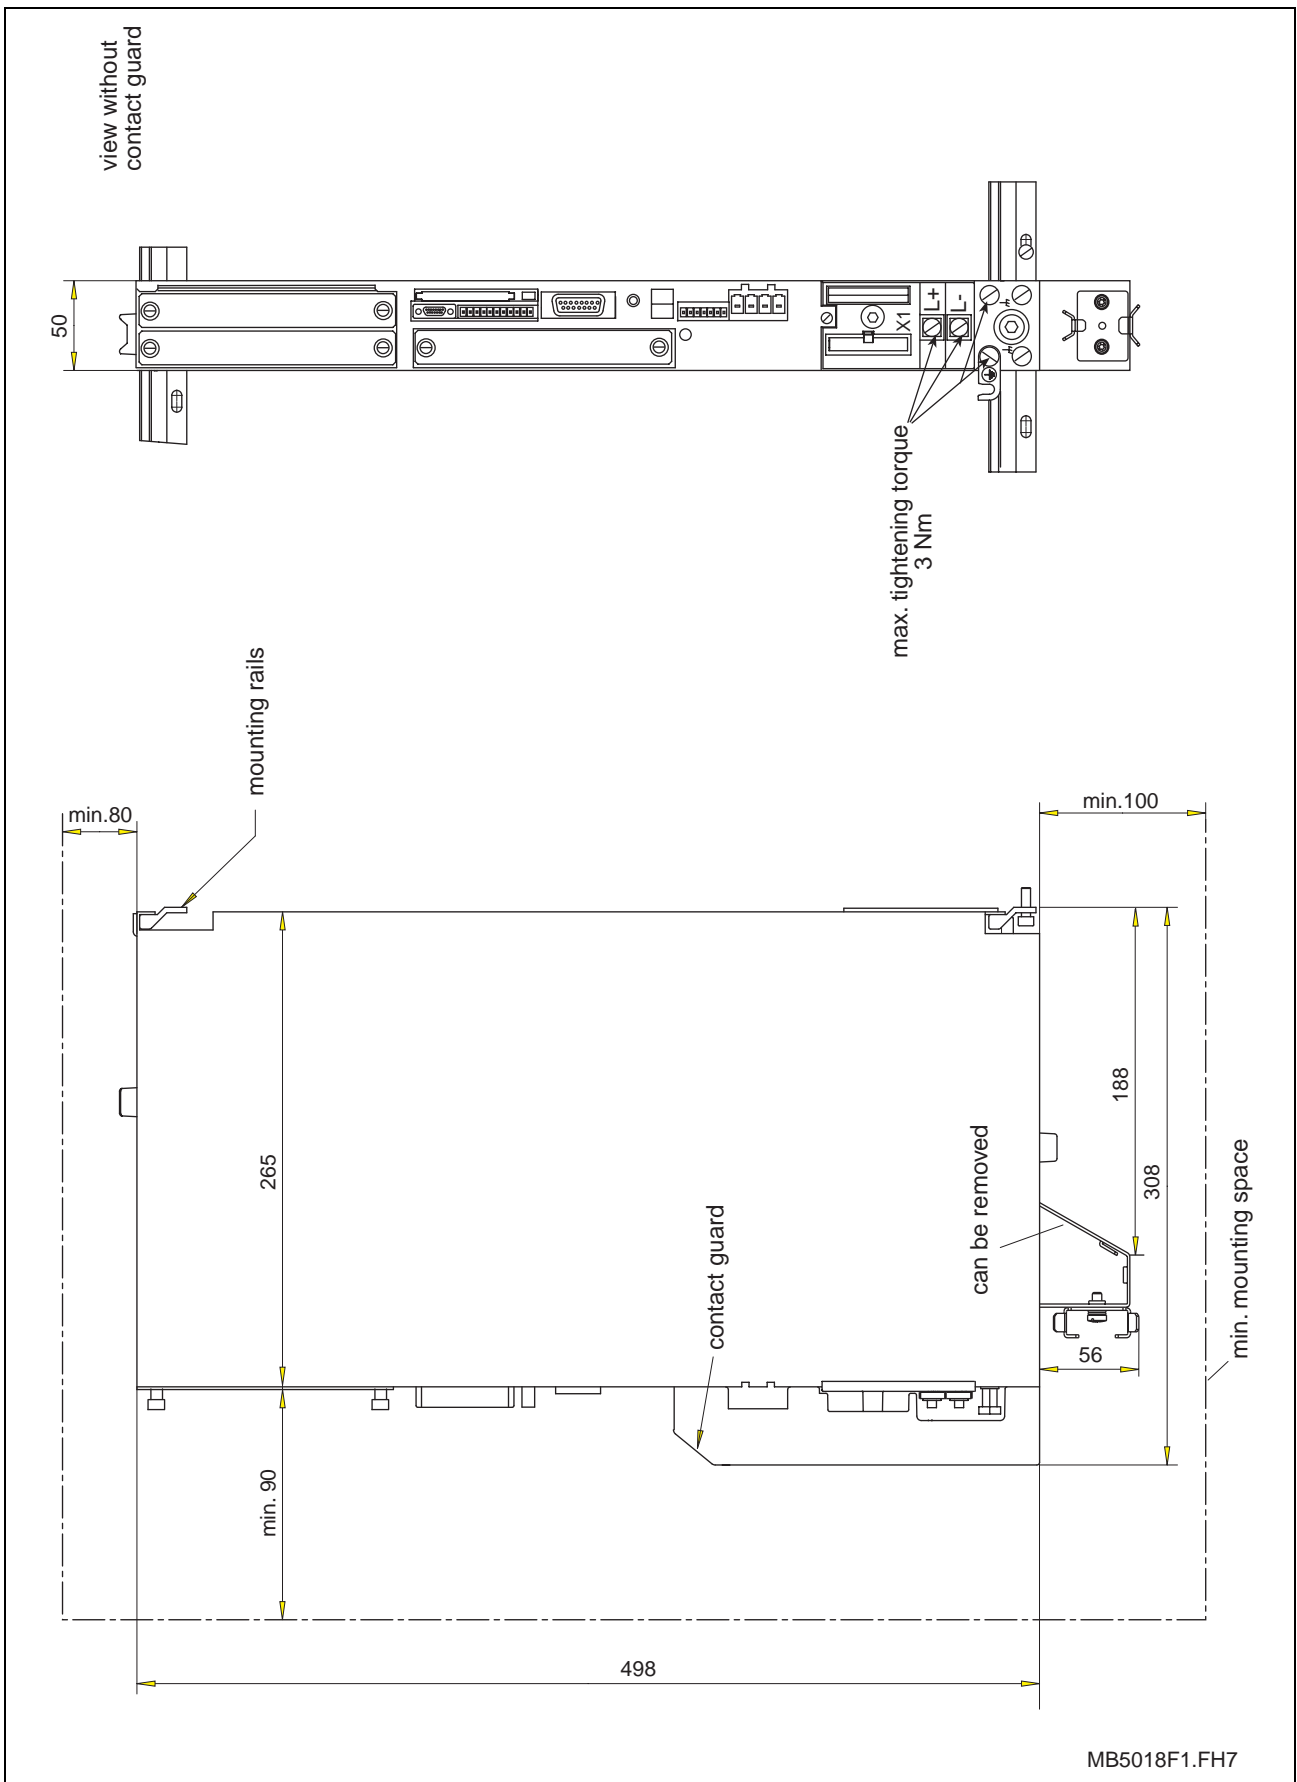 view without
contact guard
50
X1
L+
L-
max. tightening torque
3 Nm
mounting rails
min.80
min.100
265
188
308
can be removed
contact guard
min. mounting space
56
min. 90
498
MB5018F1.FH7